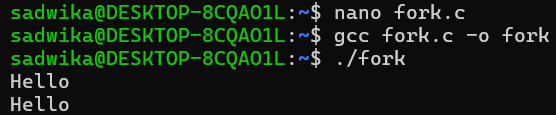 sadwika@DESKTOP-8CQAO1L:~$ nano fork.c
sadwika@DESKTOP-8CQAO1L:~$ gcc fork.c -o fork
sadwika@DESKTOP-8CQAO1L:~$ ./fork
Hello
Hello